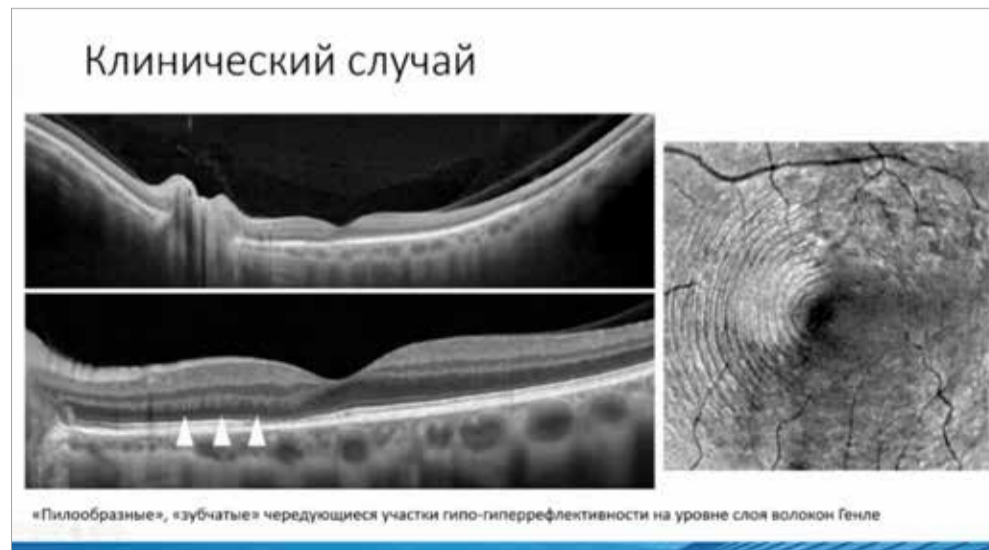 Клинический случай
«Пилообразные», «зубчатые» чередующиеся участки гипо-гиперрефлективности на уровне слоя волокон Генле